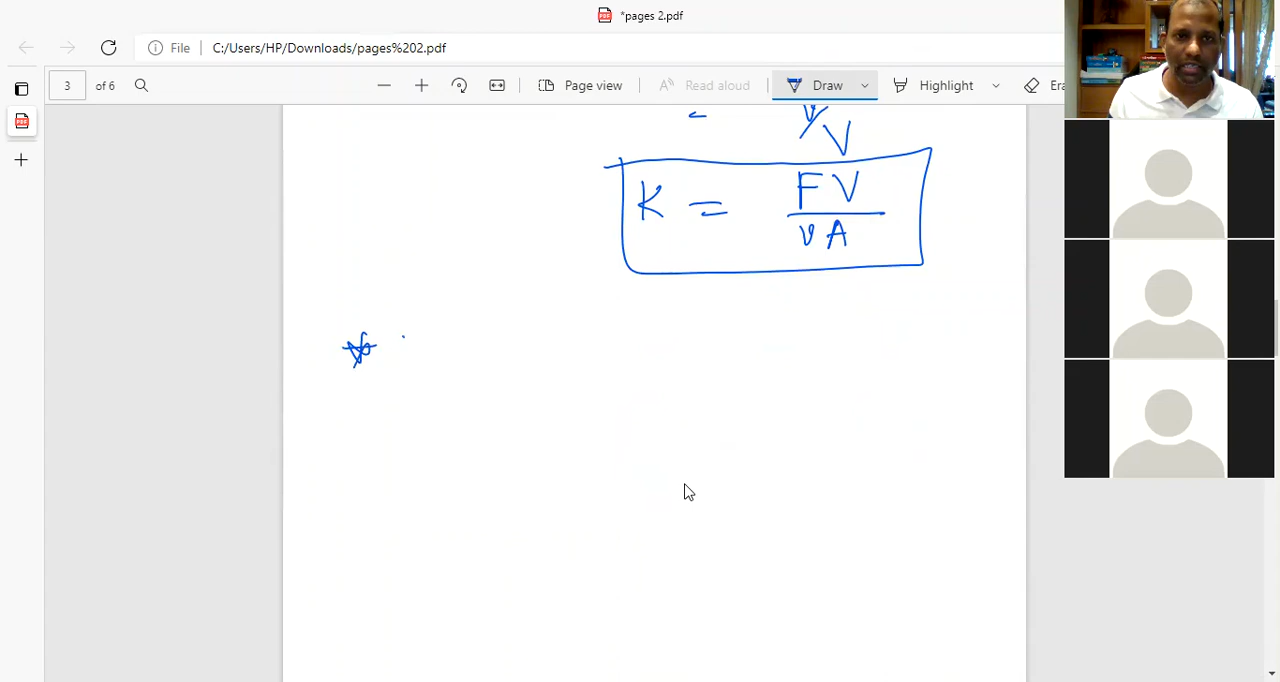 *pages 2.pdf
File C:/Users/HP/Downloads/pages%202.pdf
3 of 6 Page view Read aloud Draw Highlight Era
v/V
K = FV
vA